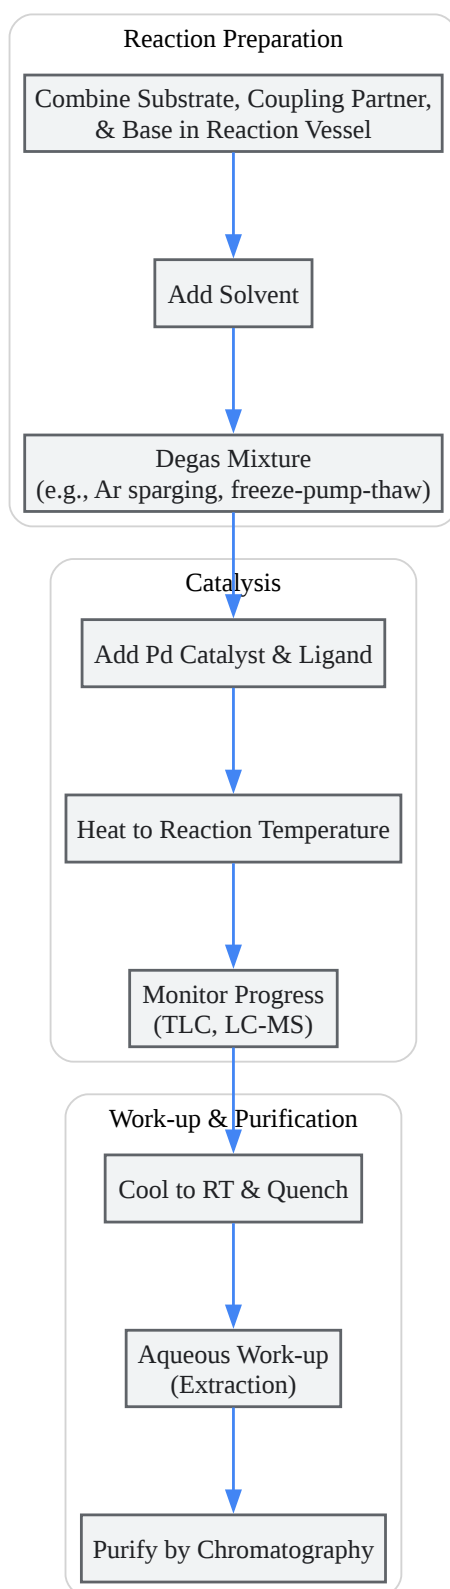 Reaction Preparation
Combine Substrate, Coupling Partner,
& Base in Reaction Vessel
Add Solvent
Degas Mixture
(e.g., Ar sparging, freeze-pump-thaw)
Catalysis
Add Pd Catalyst & Ligand
Heat to Reaction Temperature
Monitor Progress
(TLC, LC-MS)
Work-up & Purification
Cool to RT & Quench
Aqueous Work-up
(Extraction)
Purify by Chromatography